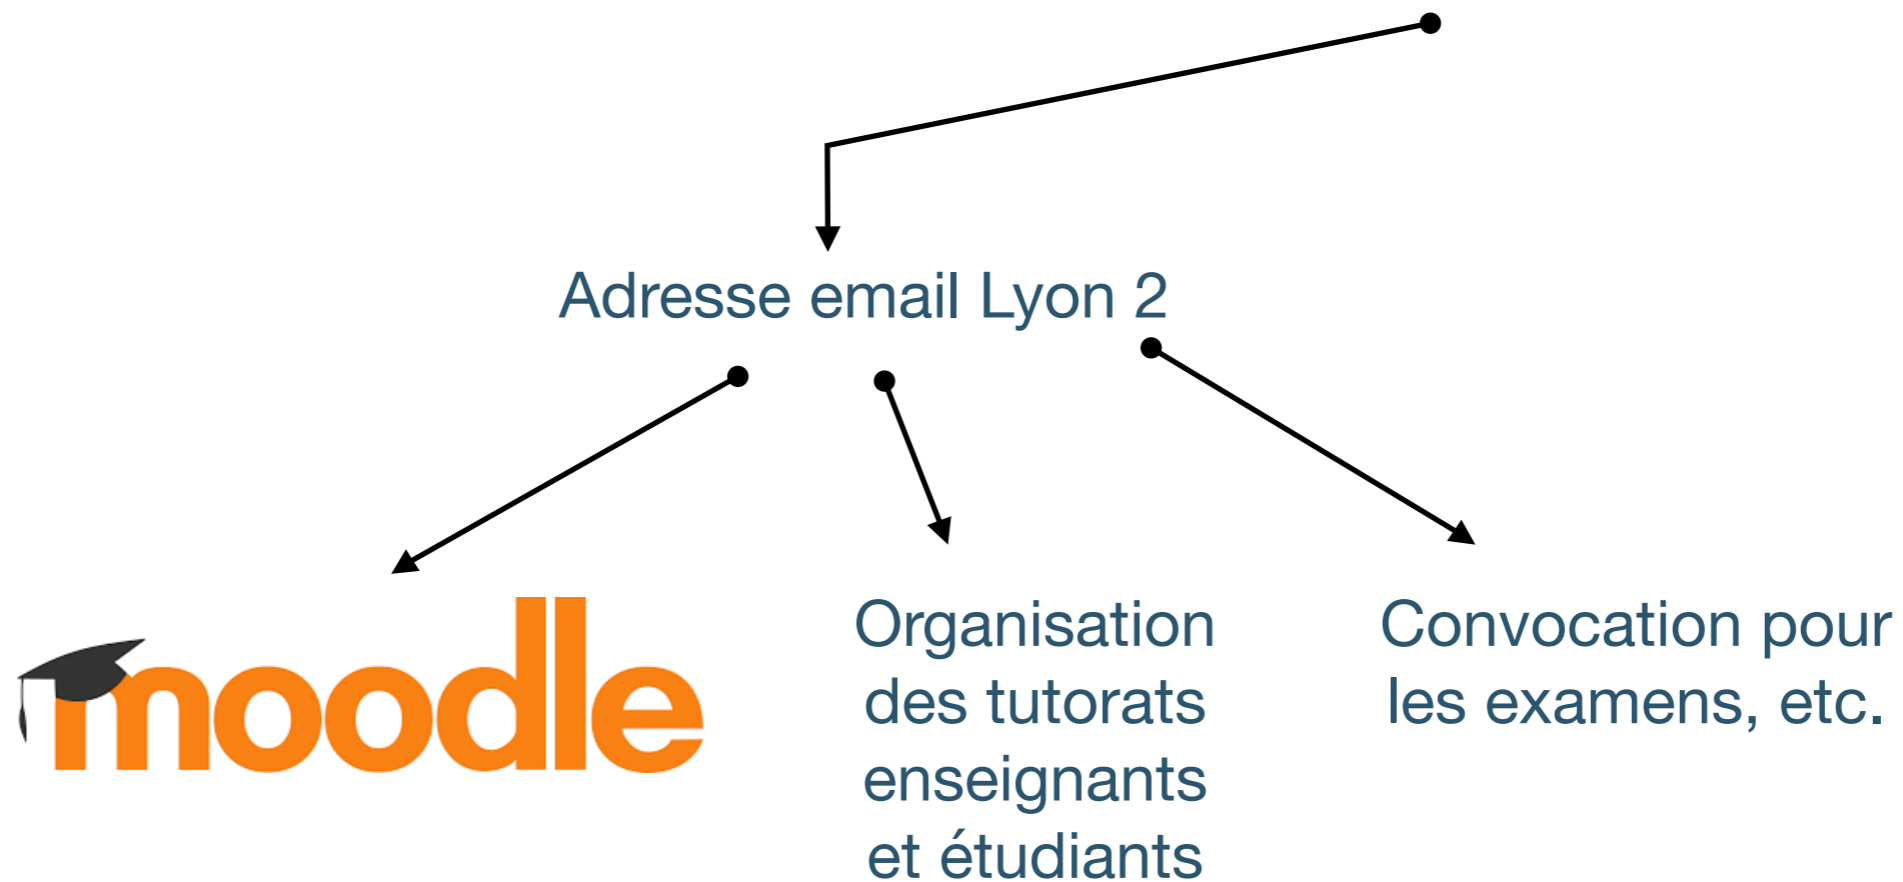 Adresse email Lyon 2
moodle
Organisation
des tutorats
enseignants
et étudiants
Convocation pour
les examens, etc.